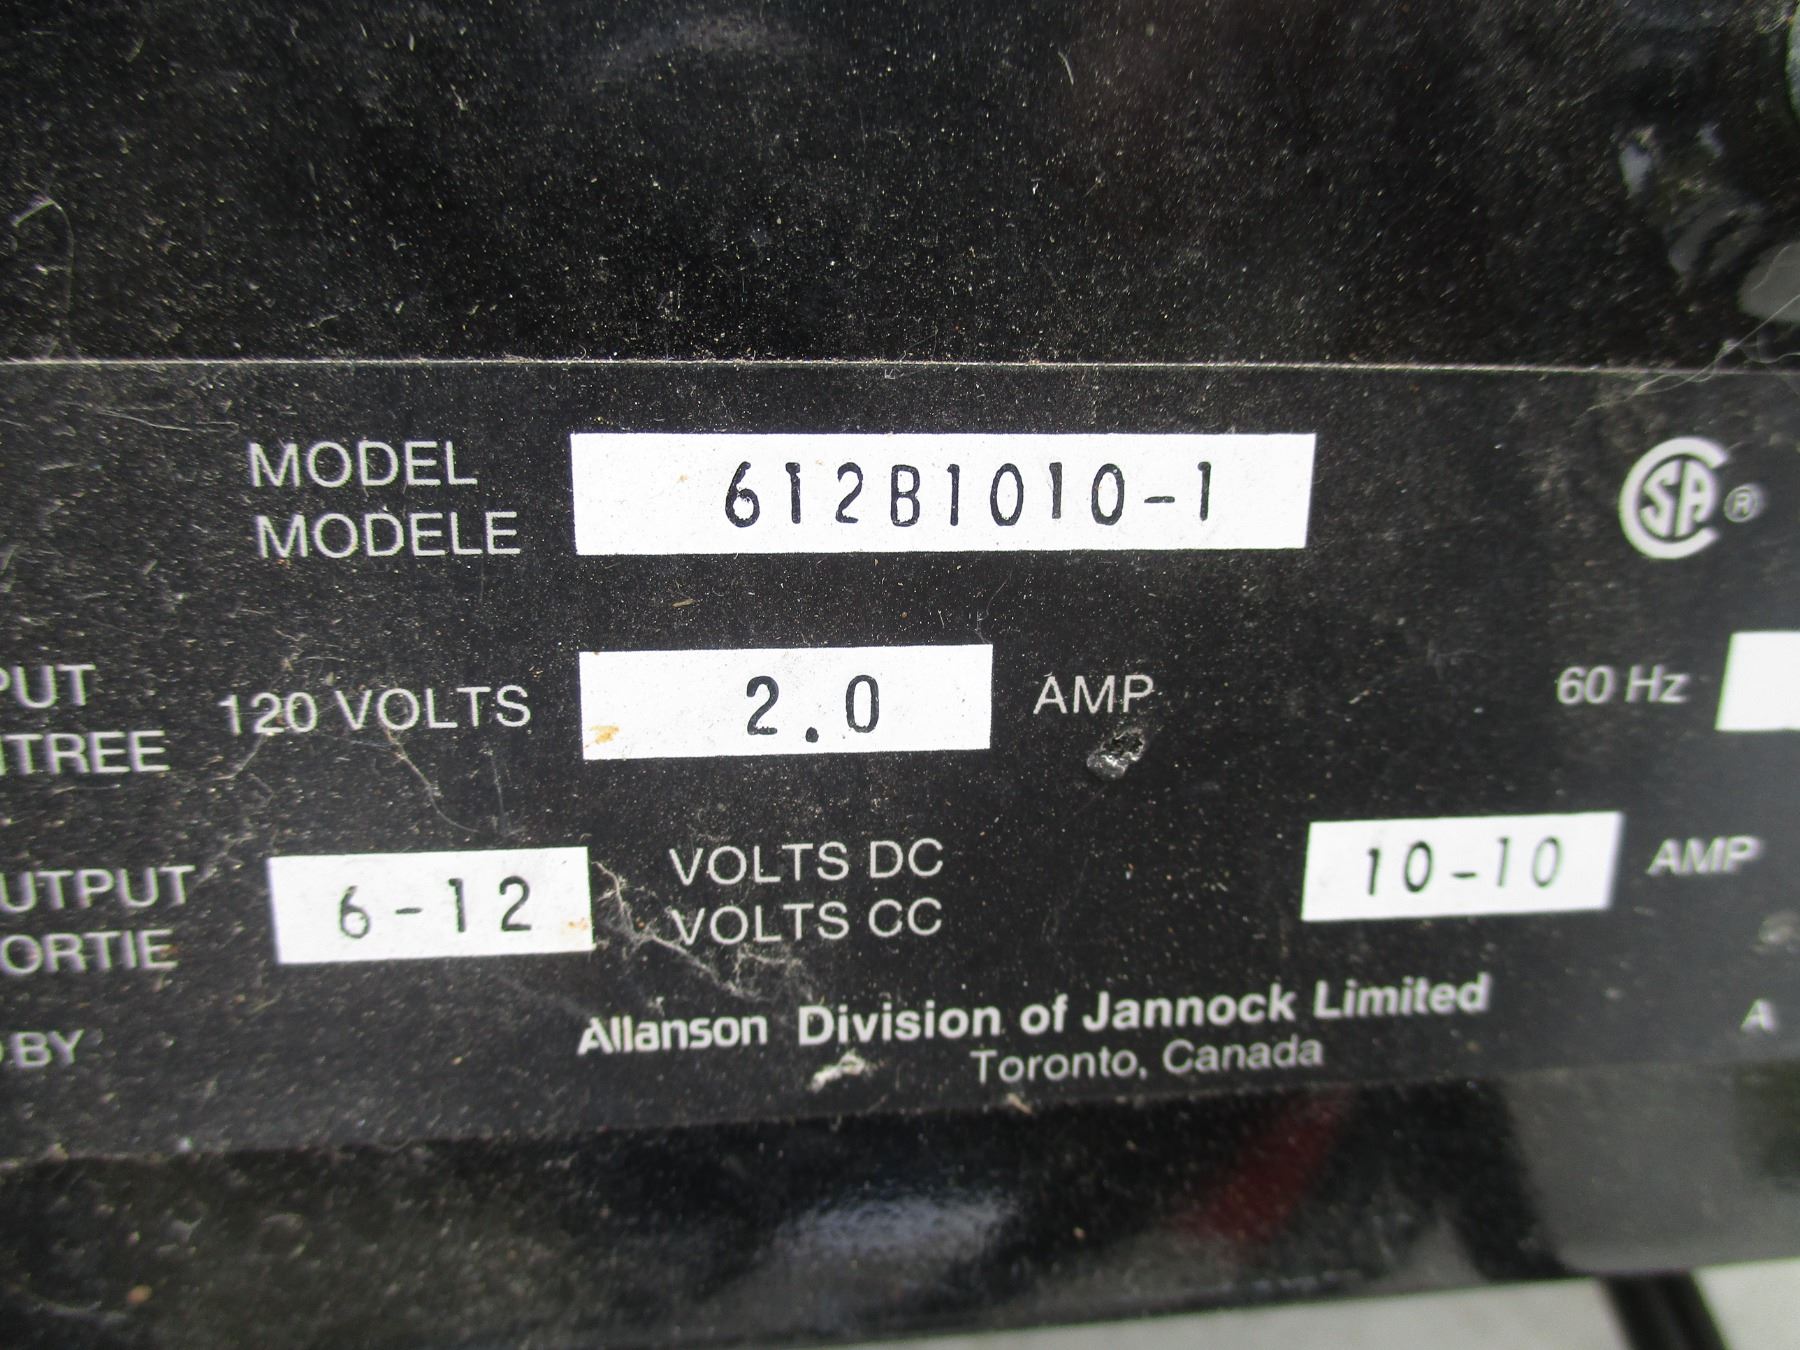 MODEL
MODELE
612B1010-1
CSA ®
PUT
TREE
120 VOLTS
2.0
AMP
60 Hz
UTPUT
ORTIE
6-12
VOLTS DC
VOLTS CC
10-10
AMP
BY
Allanson Division of Jannock Limited
Toronto, Canada
A